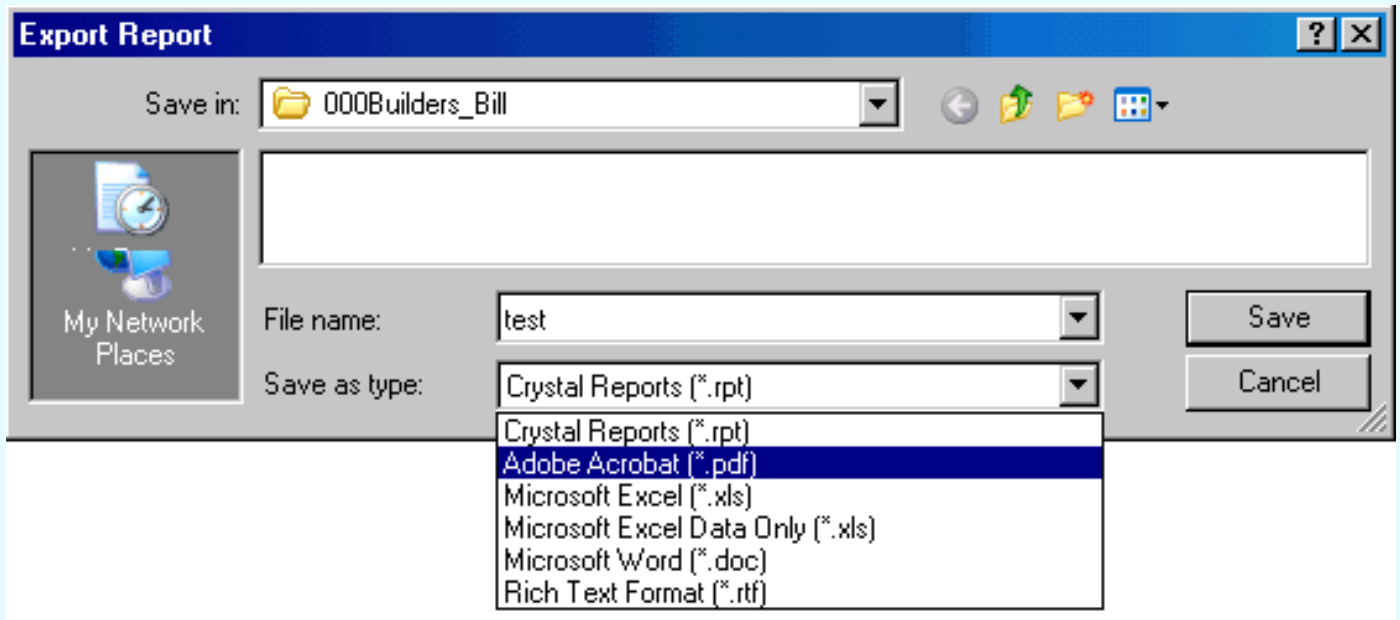 Export Report
Save in: 000Builders_Bill
My Network
Places
File name: test
Save
Save as type: Crystal Reports (*.rpt)
Cancel
Crystal Reports (*.rpt)
Adobe Acrobat (*.pdf)
Microsoft Excel (*.xls)
Microsoft Excel Data Only (*.xls)
Microsoft Word (*.doc)
Rich Text Format (*.rtf)